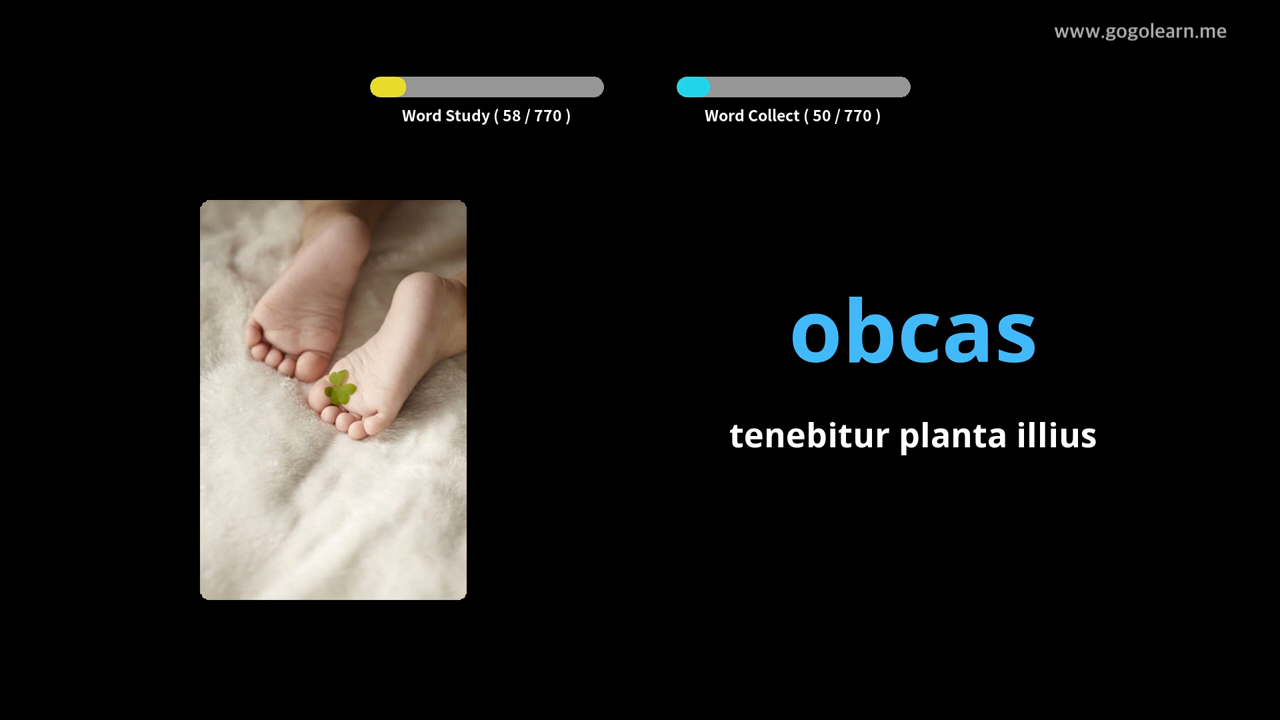 www.gogolearn.me
Word Study ( 58 / 770 )
Word Collect ( 50 / 770 )
obcas
tenebitur planta illius